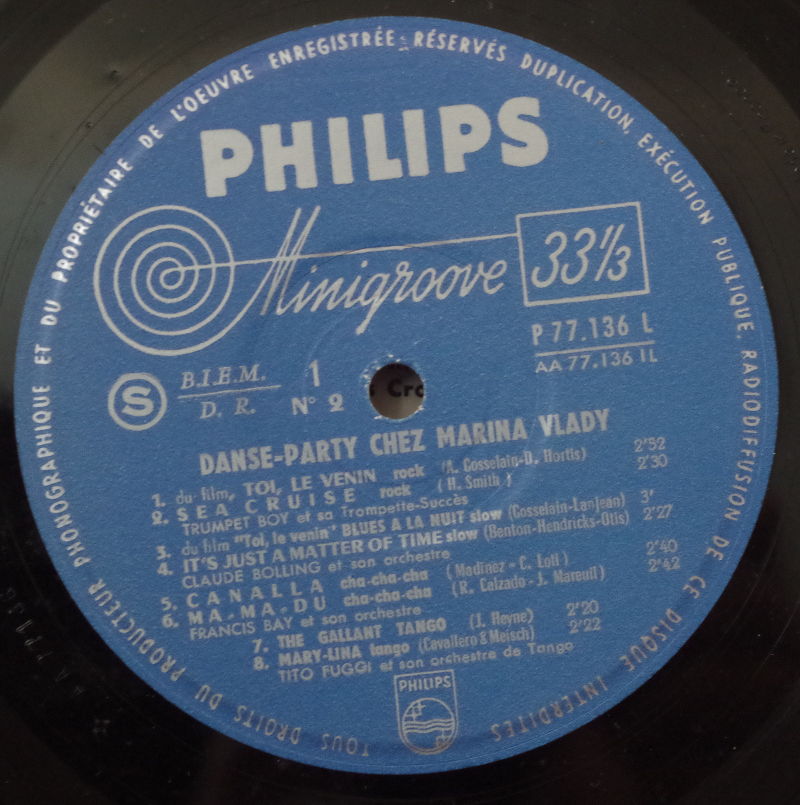 TOUS DROITS DU PRODUCTEUR PHONOGRAPHIQUE ET DU PROPRIÉTAIRE DE L'OEUVRE ENREGISTRÉE RÉSERVÉS DUPLICATION, EXÉCUTION PUBLIQUE, RADIODIFFUSION DE CE DISQUE INTERDITES
PHILIPS
Minigroove 33 1/3
P 77.136 L
AA 77.136 1L
S B.I.E.M. 1
D. R. N° 2
DANSE-PARTY CHEZ MARINA VLADY
1. du film, TOI, LE VENIN rock (A. Gosselain-D. Hortis) 2'52
2. SEA CRUISE rock (H. Smith) 2'30
TRUMPET BOY et sa Trompette-Succès
3. du film "Toi, le venin" BLUES A LA NUIT slow (Gosselain-Lanjean) 3'
4. IT'S JUST A MATTER OF TIME slow (Benton-Hendricks-Otis) 2'27
CLAUDE BOLLING et son orchestre
5. CANALLA cha-cha-cha (Madinez-C. Loti) 2'40
6. MA-MA-DU cha-cha-cha (R. Calzado-J. Mareuil) 2'42
FRANCIS BAY et son orchestre
7. THE GALLANT TANGO (J. Heyne) 2'20
8. MARY-LINA tango (Cavallero & Meisch) 2'22
TITO FUGGI et son orchestre de Tango
PHILIPS